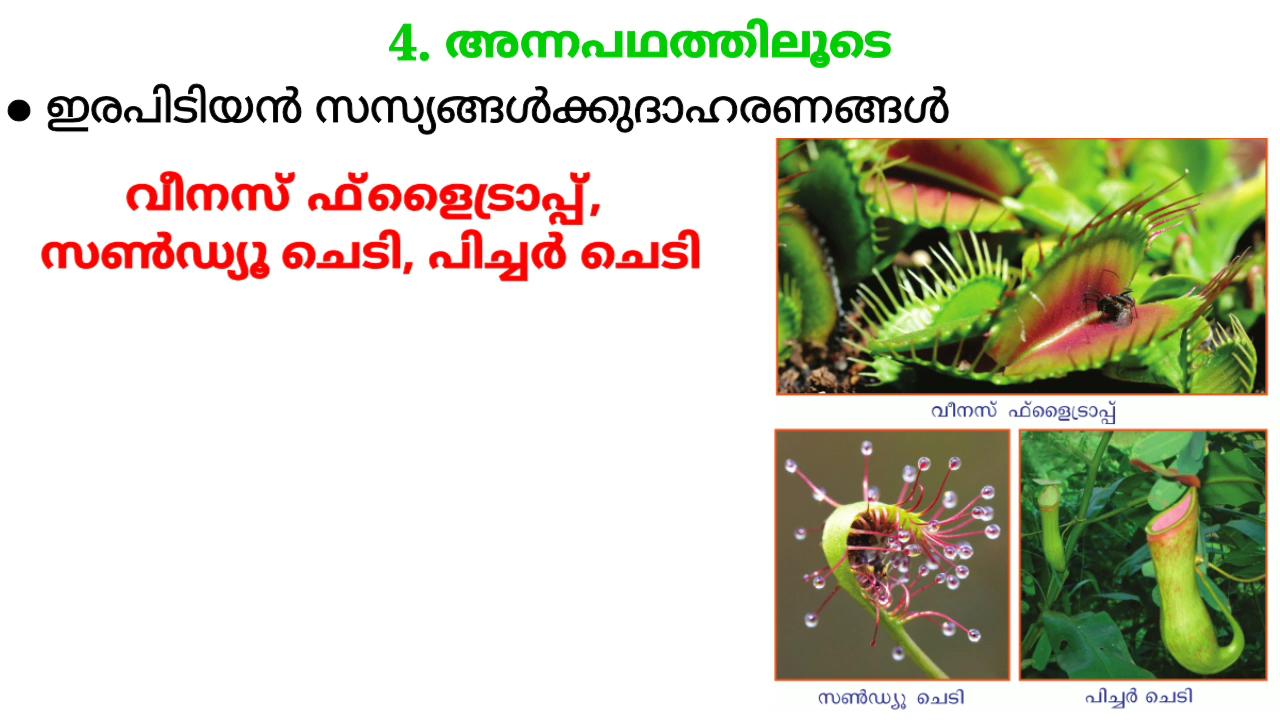 4. അന്നപഥത്തിലൂടെ
● ഇരപിടിയൻ സസ്യങ്ങൾക്കുദാഹരണങ്ങൾ
വീനസ് ഫ്ളൈട്രാപ്പ്,
സൺഡ്യൂ ചെടി, പിച്ചർ ചെടി
വീനസ് ഫ്ളൈട്രാപ്പ്
സൺഡ്യൂ ചെടി
പിച്ചർ ചെടി